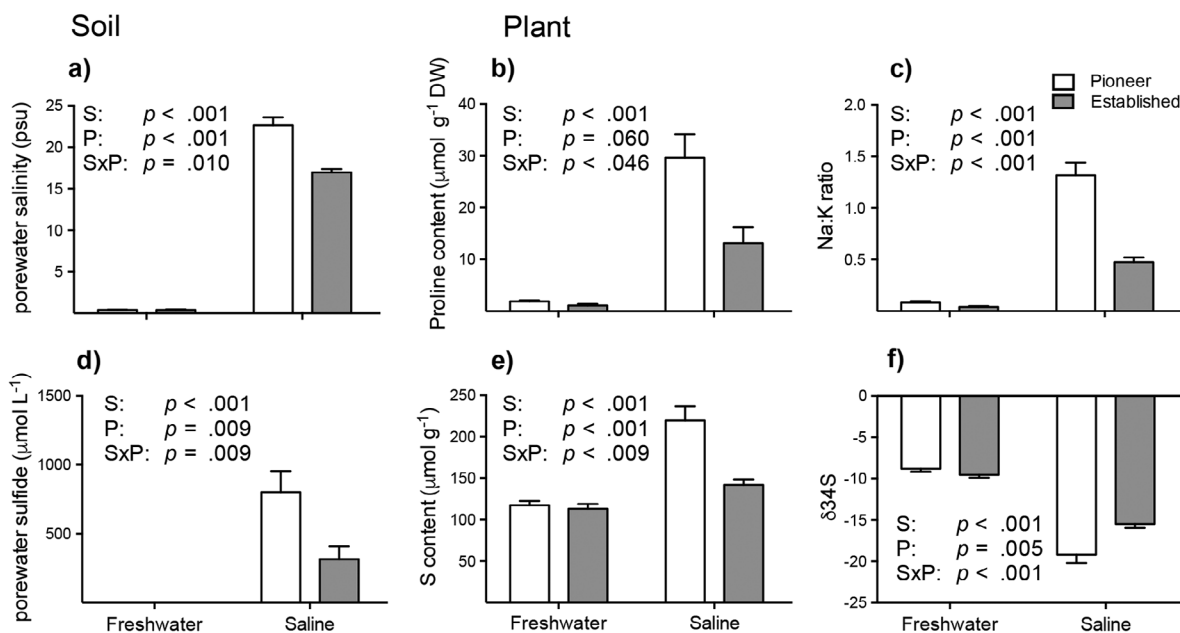 Soil
Plant
a)
S: p < .001
P: p < .001
SxP: p = .010
porewater salinity (psu)
25
20
15
10
5
b)
S: p < .001
P: p = .060
SxP: p < .046
Proline content (μmol g⁻¹ DW)
40
30
20
10
c)
Pioneer
Established
S: p < .001
P: p < .001
SxP: p < .001
Na:K ratio
2.0
1.5
1.0
0.5
d)
S: p < .001
P: p = .009
SxP: p = .009
porewater sulfide (μmol L⁻¹)
1500
1000
500
Freshwater Saline
e)
S: p < .001
P: p < .001
SxP: p < .009
S content (μmol g⁻¹)
250
200
150
100
50
0
Freshwater Saline
f)
δ34S
0
-5
-10
-15
-20
-25
S: p < .001
P: p = .005
SxP: p < .001
Freshwater Saline